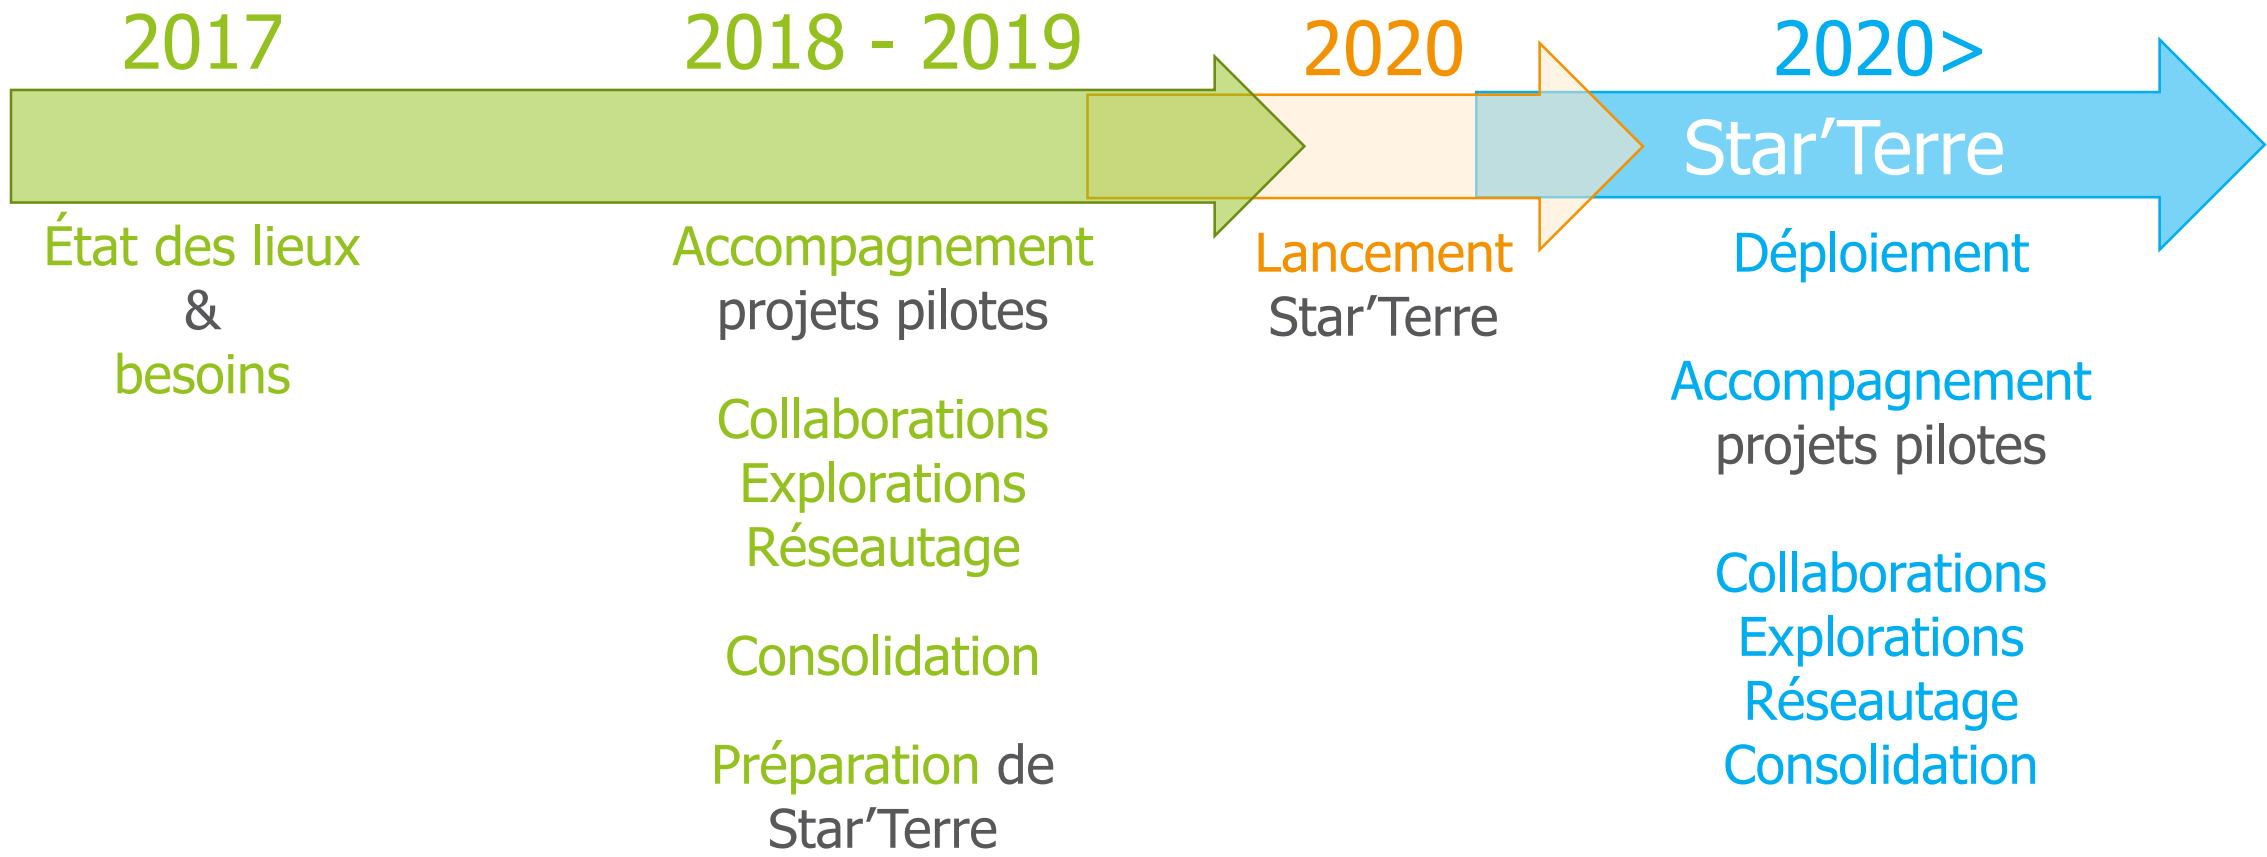 2017
État des lieux
&
besoins
2018 - 2019
Accompagnement
projets pilotes
Collaborations
Explorations
Réseautage
Consolidation
Préparation de
Star’Terre
2020
Lancement
Star’Terre
2020>
Star’Terre
Déploiement
Accompagnement
projets pilotes
Collaborations
Explorations
Réseautage
Consolidation